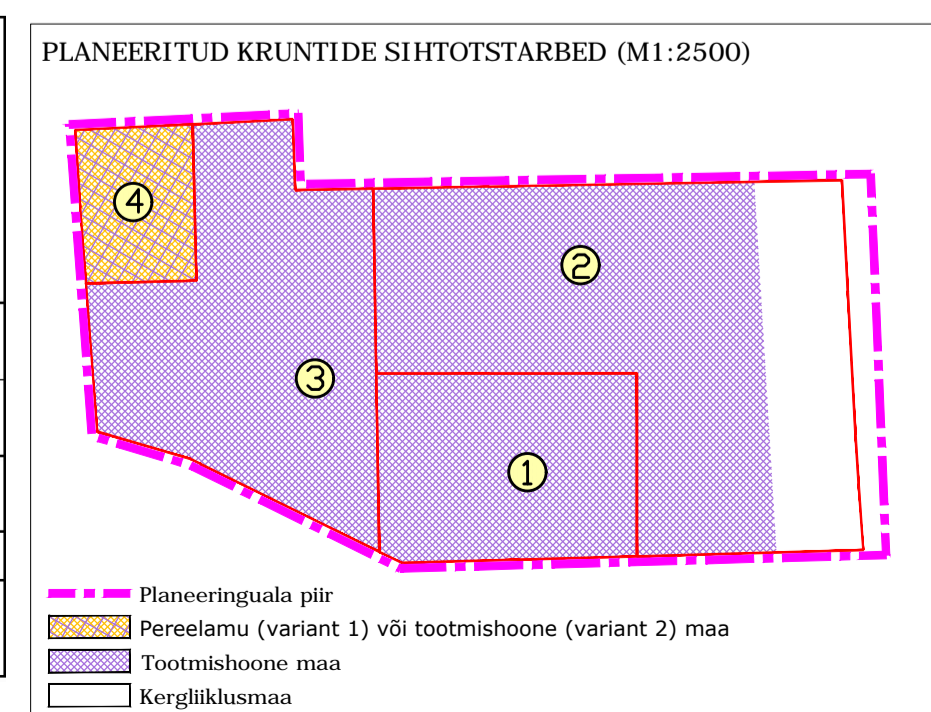 PLANEERITUD KRUNTIDE SIHTOTSTARBED (M1:2500)
4
2
3
1
Planeeringuala piir
Pereelamu (variant 1) või tootmishoone (variant 2) maa
Tootmishoone maa
Kergliiklusmaa